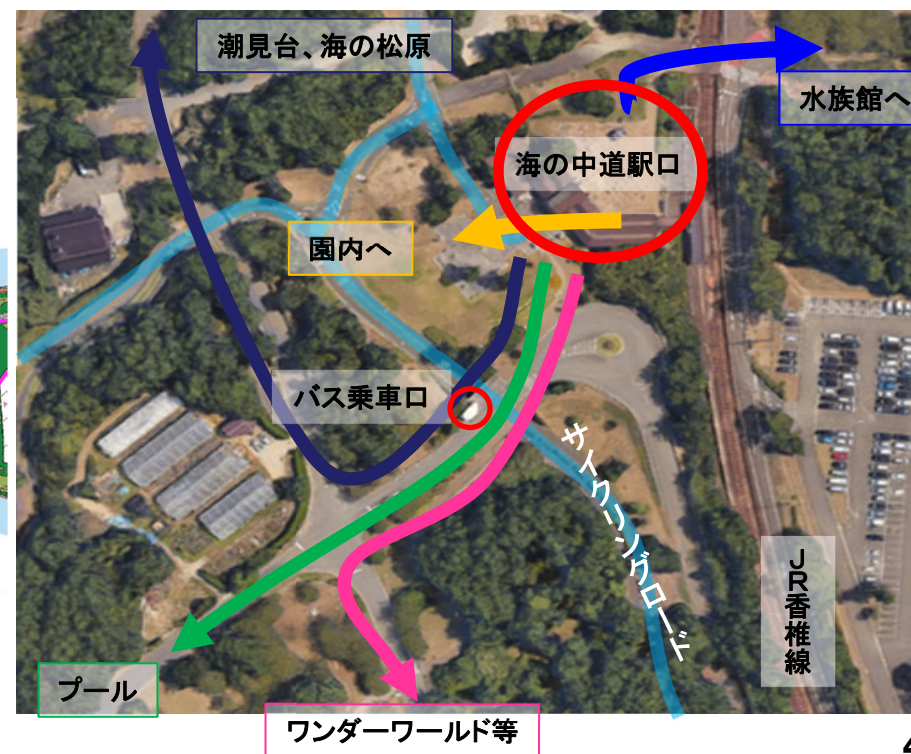 潮見台、海の松原
水族館へ
海の中道駅口
園内へ
バス乗車口
サイクリングロード
JR香椎線
プール
ワンダーワールド等